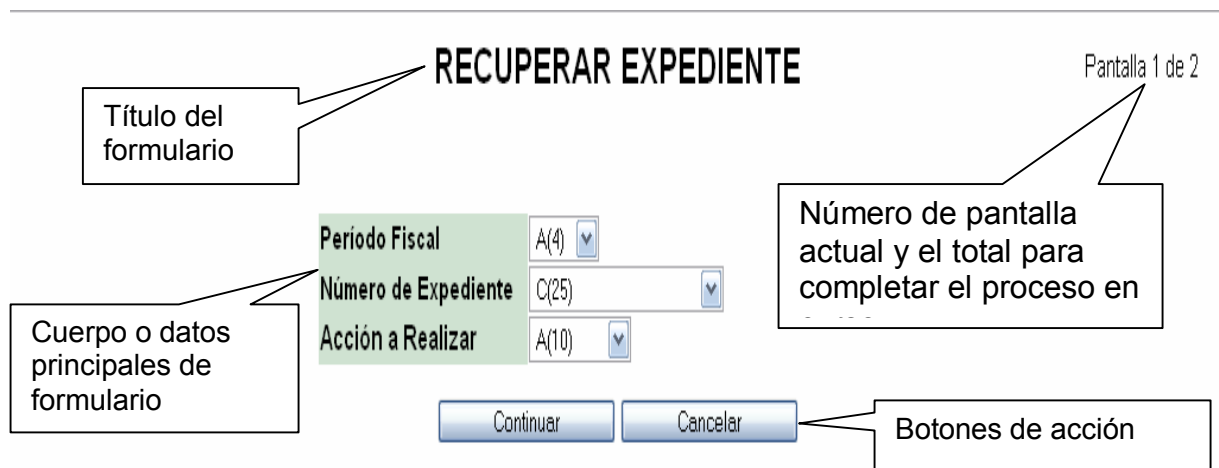 RECUPERAR EXPEDIENTE
Pantalla 1 de 2
Título del
formulario
Número de pantalla
actual y el total para
completar el proceso en
Período Fiscal A(4)
Número de Expediente C(25)
Acción a Realizar A(10)
Cuerpo o datos
principales de
formulario
Continuar Cancelar
Botones de acción